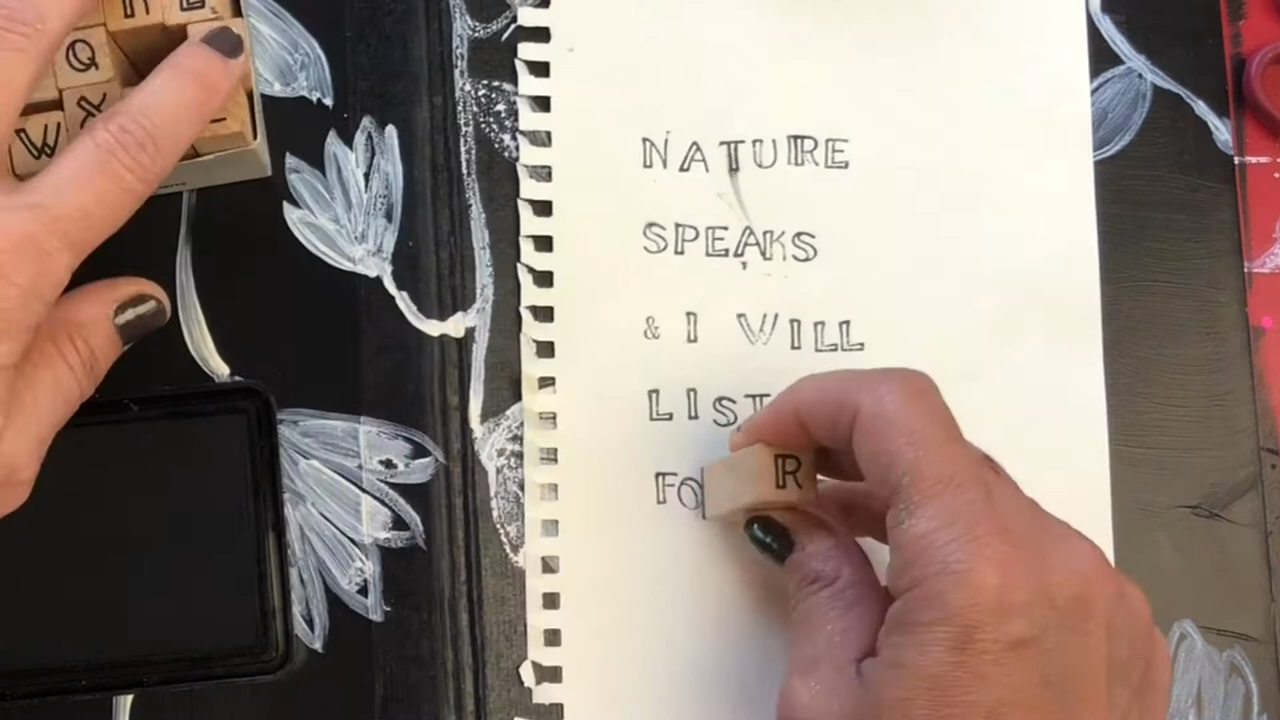 N E
Q
X
W
NATURE
SPEAKS
& I WILL
LIST
FO R